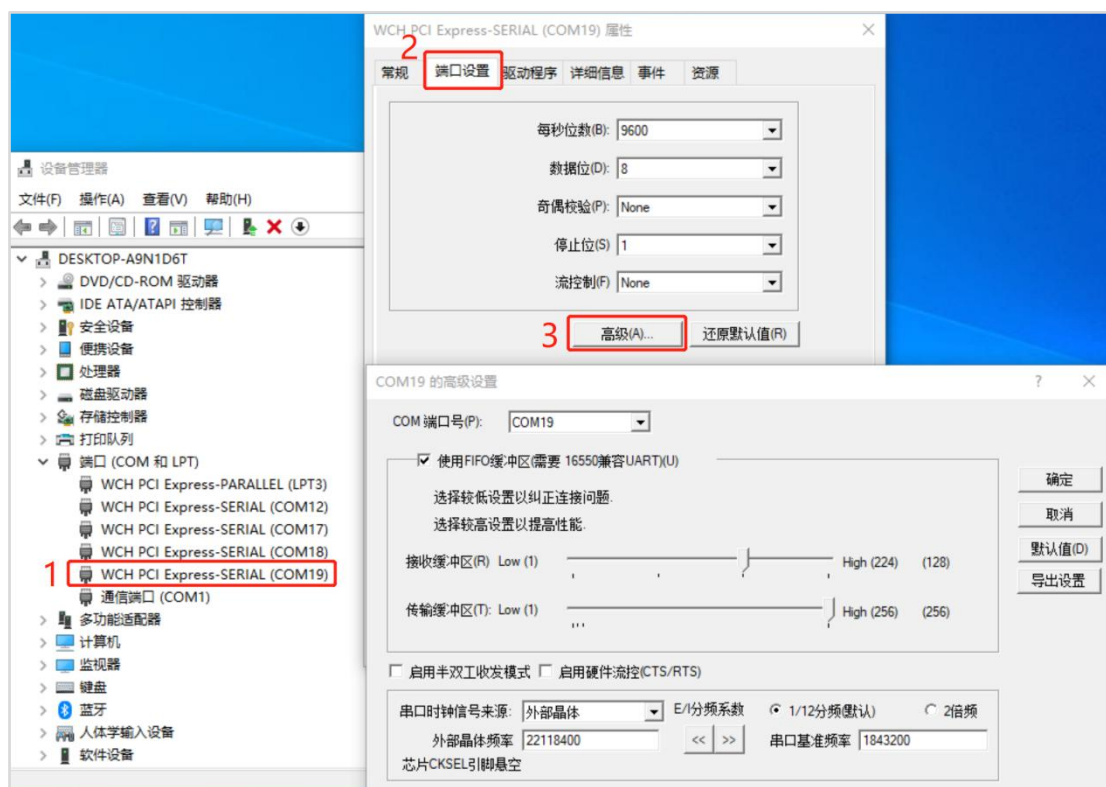 设备管理器
文件(F) 操作(A) 查看(V) 帮助(H)
DESKTOP-A9N1D6T
DVD/CD-ROM 驱动器
IDE ATA/ATAPI 控制器
安全设备
便携设备
处理器
磁盘驱动器
存储控制器
打印队列
端口 (COM 和 LPT)
WCH PCI Express-PARALLEL (LPT3)
WCH PCI Express-SERIAL (COM12)
WCH PCI Express-SERIAL (COM17)
WCH PCI Express-SERIAL (COM18)
1 WCH PCI Express-SERIAL (COM19)
通信端口 (COM1)
多功能适配器
计算机
监视器
键盘
蓝牙
人体学输入设备
软件设备
WCH PCI Express-SERIAL (COM19) 属性
2
常规 端口设置 驱动程序 详细信息 事件 资源
每秒位数(B): 9600
数据位(D): 8
奇偶校验(P): None
停止位(S) 1
流控制(F) None
3 高级(A)... 还原默认值(R)
COM19 的高级设置 ?
COM 端口号(P): COM19
使用FIFO缓冲区(需要 16550兼容UART)(U)
选择较低设置以纠正连接问题.
选择较高设置以提高性能.
接收缓冲区(R) Low (1) High (224) (128)
传输缓冲区(T): Low (1) High (256) (256)
确定
取消
默认值(D)
导出设置
启用半双工收发模式 启用硬件流控(CTS/RTS)
串口时钟信号来源: 外部晶体 E/I分频系数 1/12分频(默认) 2倍频
外部晶体频率 22118400 << >> 串口基准频率 1843200
芯片CKSEL引脚悬空